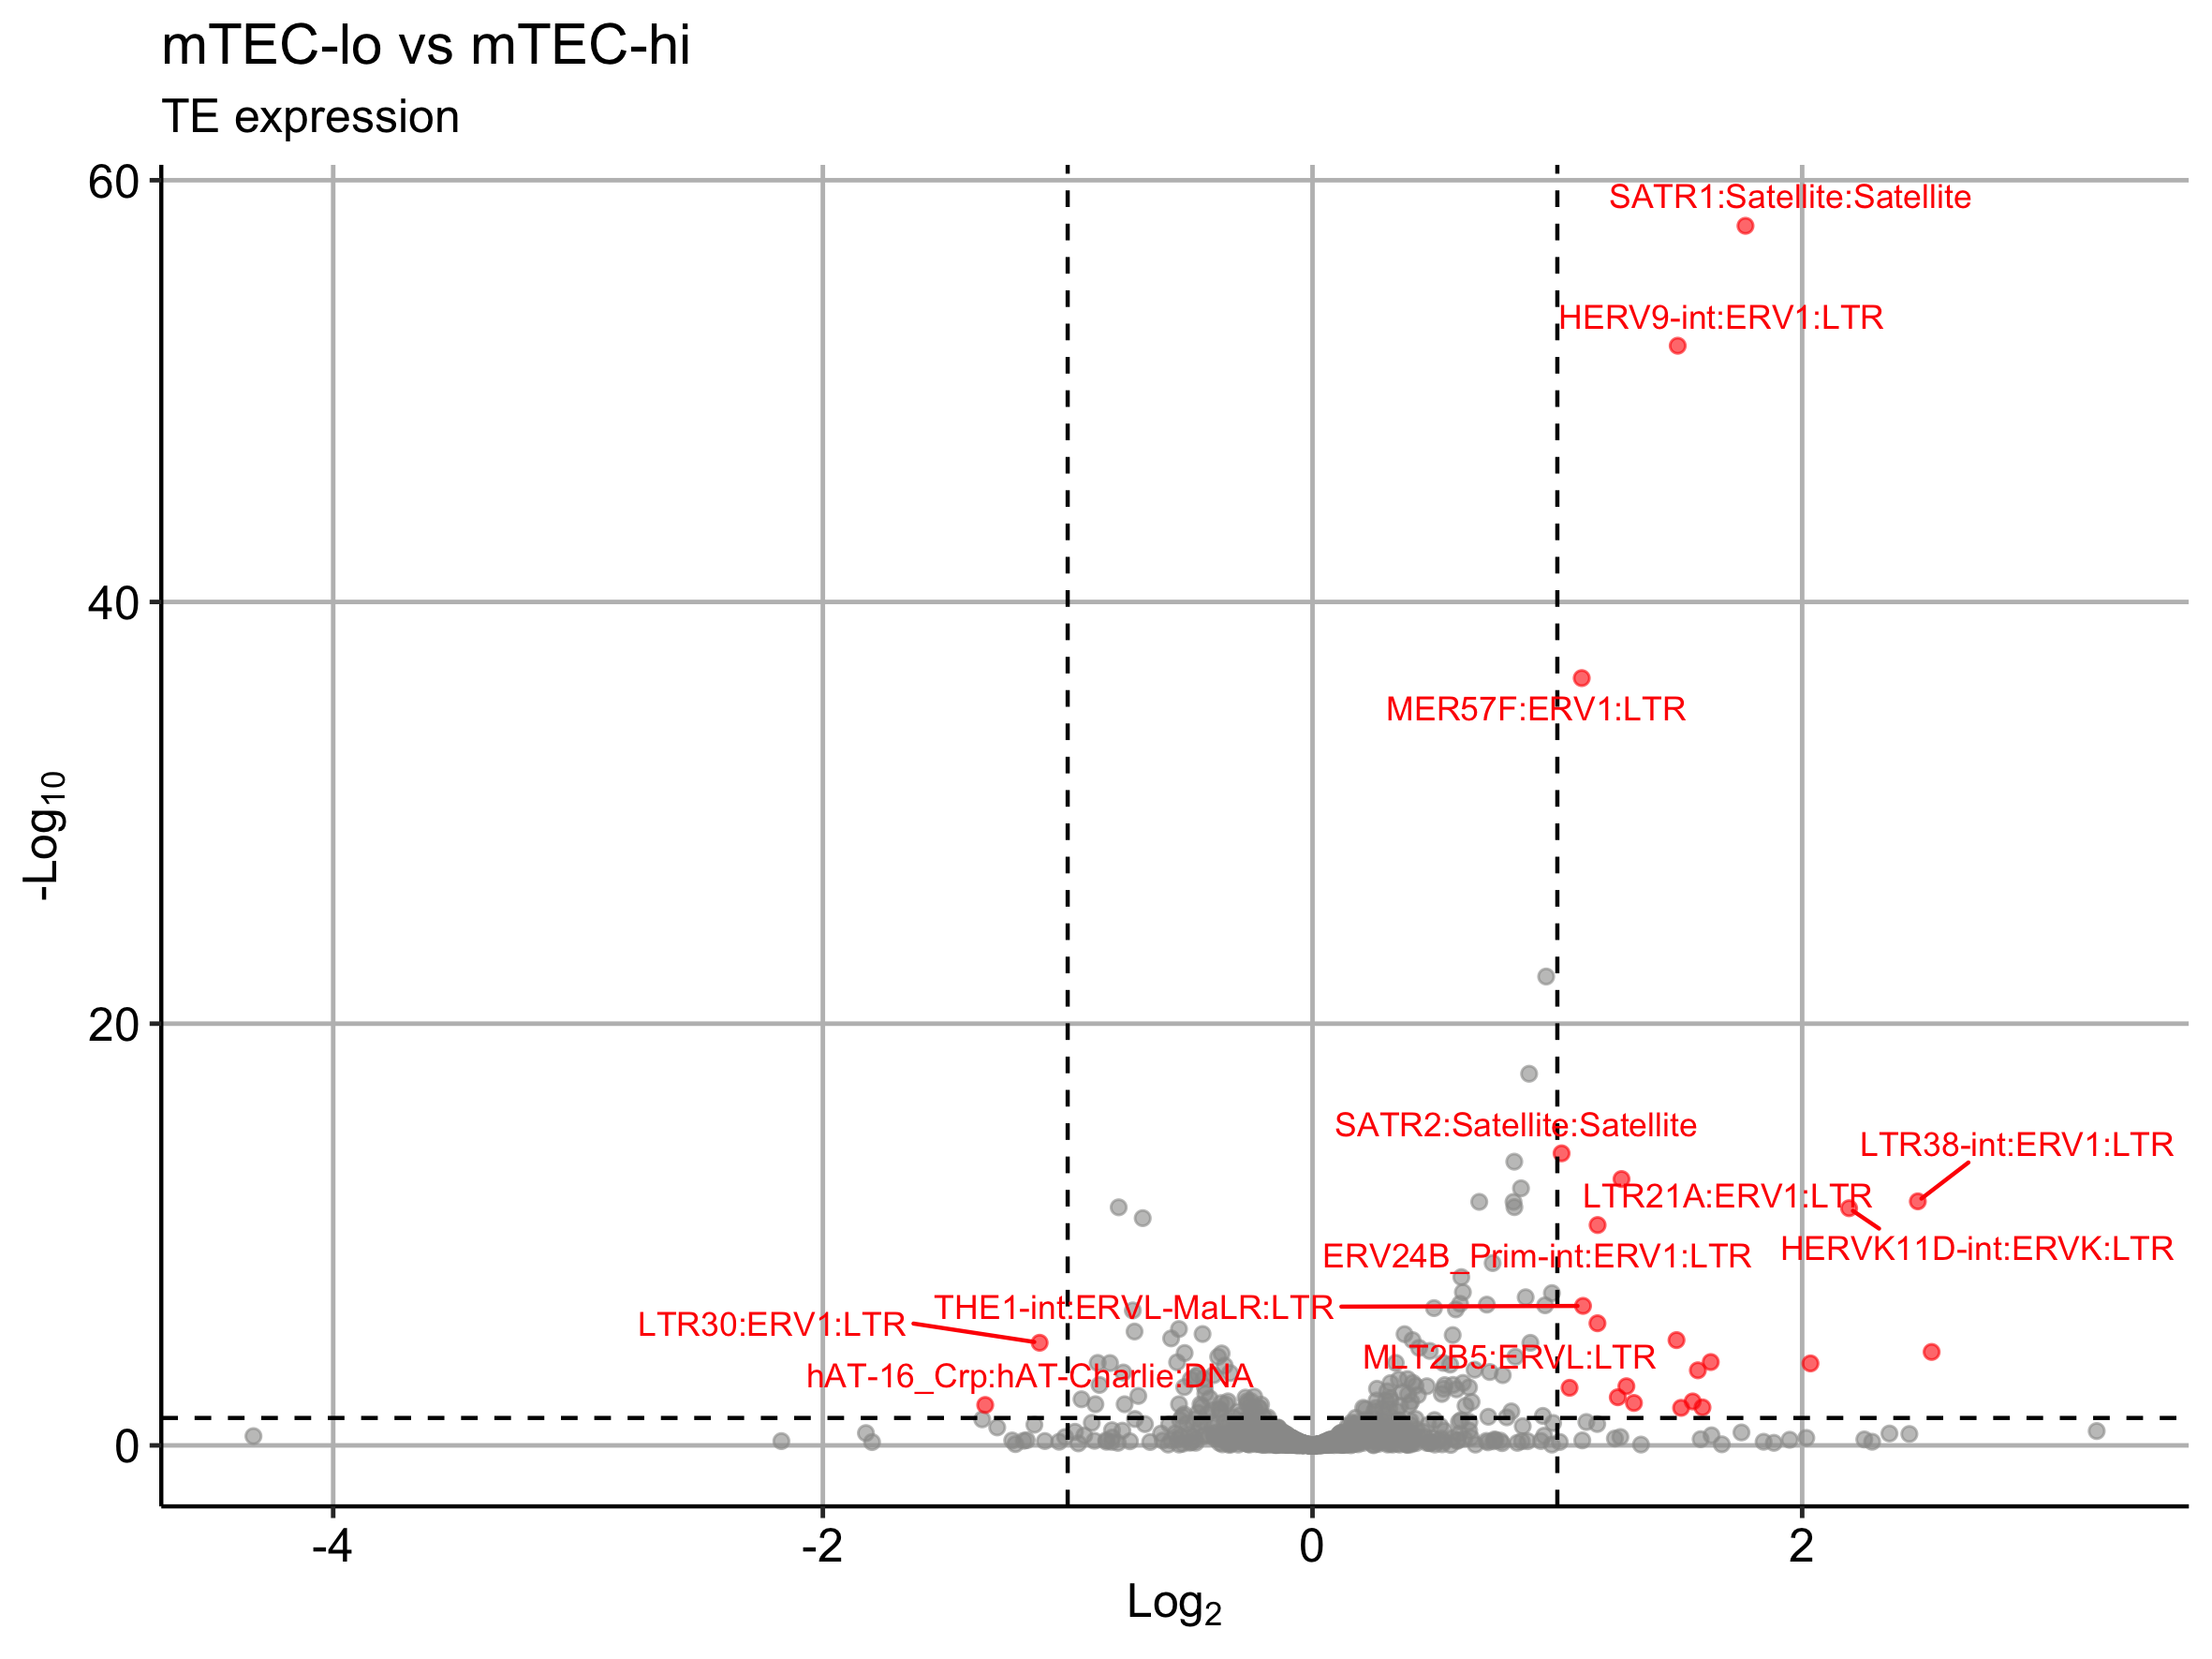 mTEC-lo vs mTEC-hi
TE expression
60
SATR1:Satellite:Satellite
HERV9-int:ERV1:LTR
40
MER57F:ERV1:LTR
-Log10
20
SATR2:Satellite:Satellite
LTR38-int:ERV1:LTR
LTR21A:ERV1:LTR
HERVK11D-int:ERVK:LTR
ERV24B_Prim-int:ERV1:LTR
THE1-int:ERVL-MaLR:LTR
LTR30:ERV1:LTR
MLT2B5:ERVL:LTR
hAT-16_Crp:hAT-Charlie:DNA
0
-4 -2 0 2
Log2